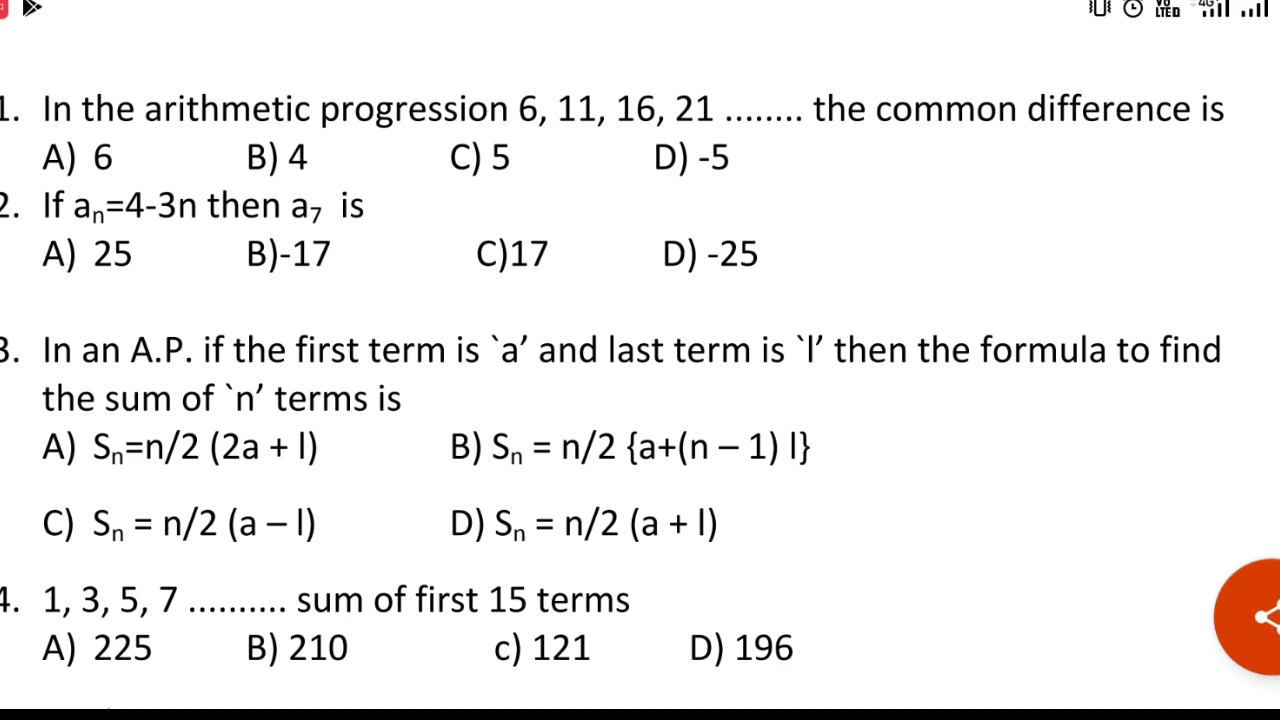 1. In the arithmetic progression 6, 11, 16, 21 ........ the common difference is
A) 6 B) 4 C) 5 D) -5
2. If aₙ=4-3n then a₇ is
A) 25 B)-17 C)17 D) -25
3. In an A.P. if the first term is `a’ and last term is `l’ then the formula to find
the sum of `n’ terms is
A) Sₙ=n/2 (2a + l) B) Sₙ = n/2 {a+(n – 1) l}
C) Sₙ = n/2 (a – l) D) Sₙ = n/2 (a + l)
4. 1, 3, 5, 7 .......... sum of first 15 terms
A) 225 B) 210 c) 121 D) 196